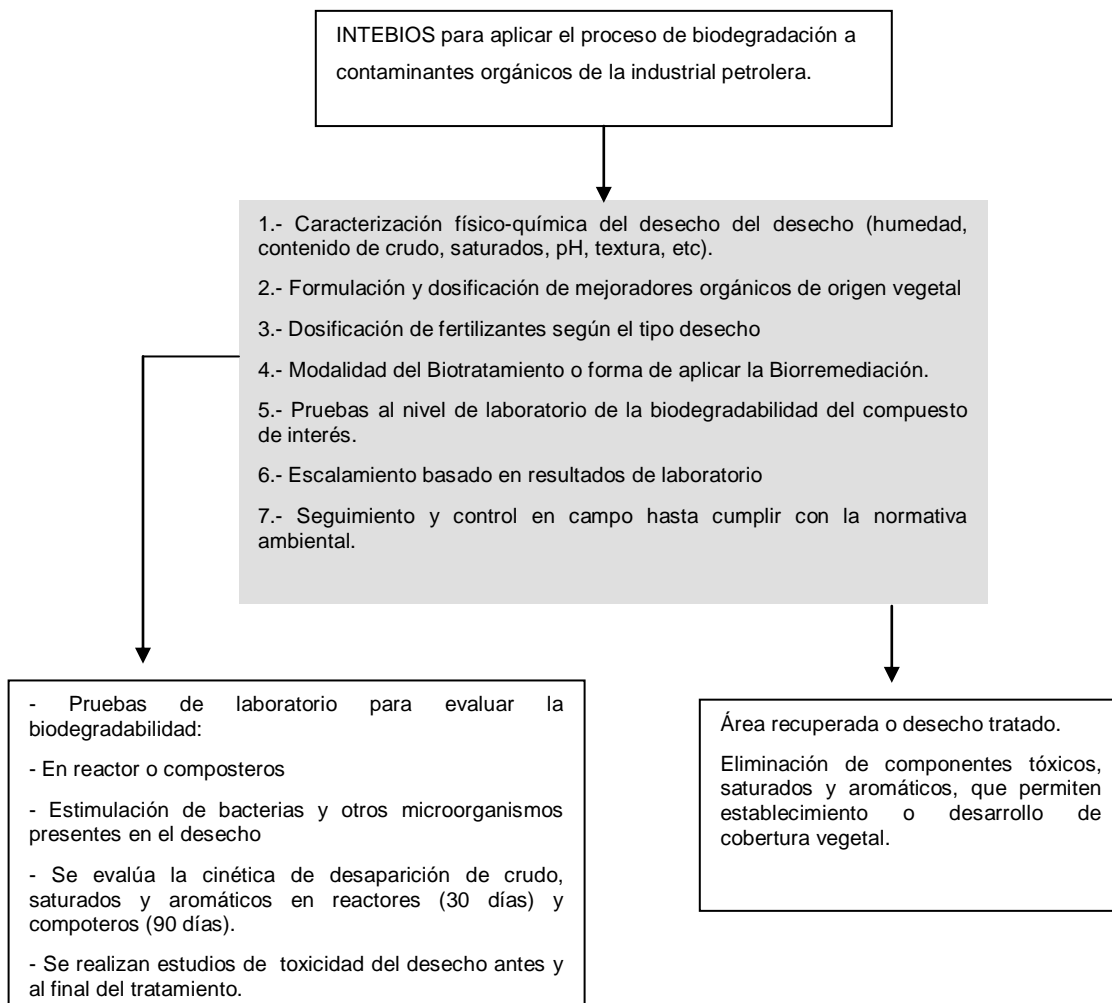 INTEBIOS para aplicar el proceso de biodegradación a
contaminantes orgánicos de la industrial petrolera.
1.- Caracterización físico-química del desecho del desecho (humedad,
contenido de crudo, saturados, pH, textura, etc).
2.- Formulación y dosificación de mejoradores orgánicos de origen vegetal
3.- Dosificación de fertilizantes según el tipo desecho
4.- Modalidad del Biotratamiento o forma de aplicar la Biorremediación.
5.- Pruebas al nivel de laboratorio de la biodegradabilidad del compuesto
de interés.
6.- Escalamiento basado en resultados de laboratorio
7.- Seguimiento y control en campo hasta cumplir con la normativa
ambiental.
- Pruebas de laboratorio para evaluar la
biodegradabilidad:
- En reactor o composteros
- Estimulación de bacterias y otros microorganismos
presentes en el desecho
- Se evalúa la cinética de desaparición de crudo,
saturados y aromáticos en reactores (30 días) y
compoteros (90 días).
- Se realizan estudios de toxicidad del desecho antes y
al final del tratamiento.
Área recuperada o desecho tratado.
Eliminación de componentes tóxicos,
saturados y aromáticos, que permiten
establecimiento o desarrollo de
cobertura vegetal.